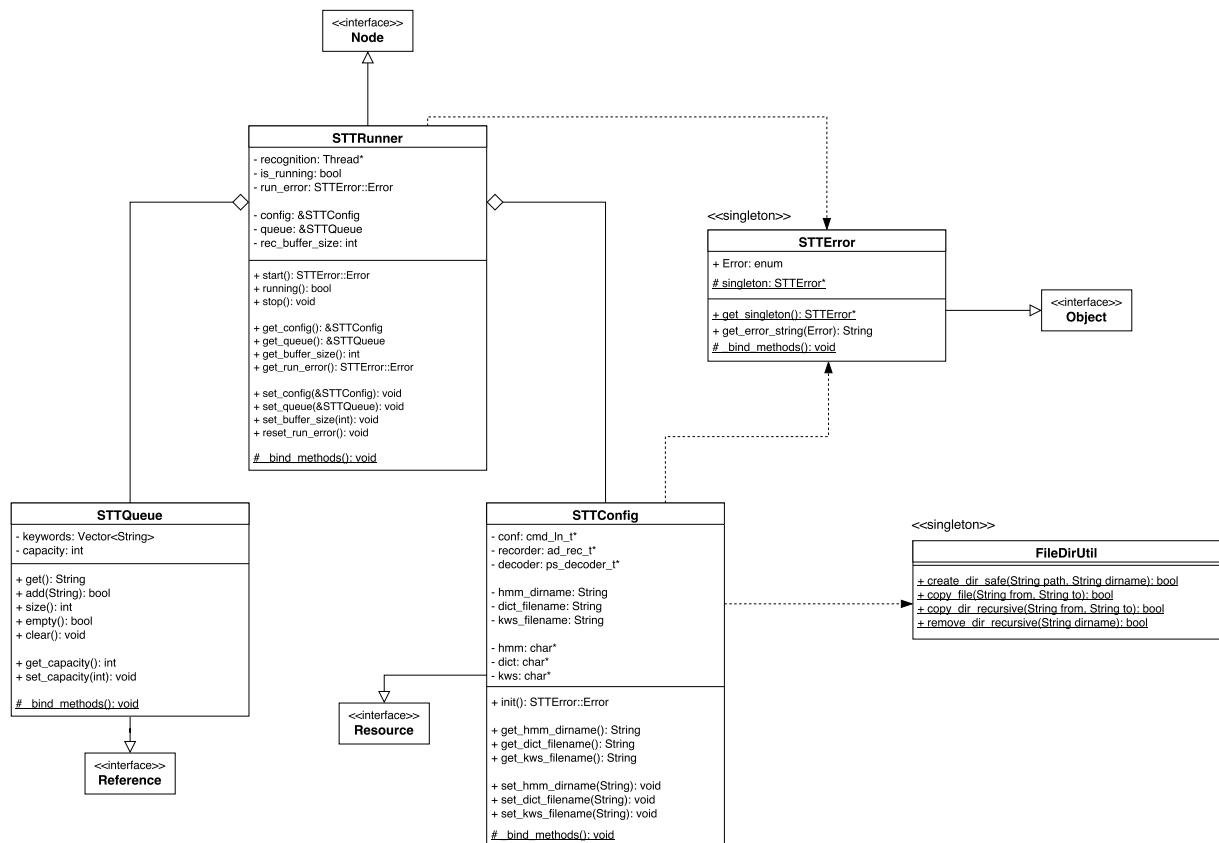 <<interface>>
Node
STTRunner
- recognition: Thread*
- is_running: bool
- run_error: STTError::Error
- config: &STTConfig
- queue: &STTQueue
- rec_buffer_size: int
+ start(): STTError::Error
+ running(): bool
+ stop(): void
+ get_config(): &STTConfig
+ get_queue(): &STTQueue
+ get_buffer_size(): int
+ get_run_error(): STTError::Error
+ set_config(&STTConfig): void
+ set_queue(&STTQueue): void
+ set_buffer_size(int): void
+ reset_run_error(): void
# _bind_methods(): void
<<singleton>>
STTError
+ Error: enum
# singleton: STTError*
+ get_singleton(): STTError*
+ get_error_string(Error): String
# _bind_methods(): void
<<interface>>
Object
STTQueue
- keywords: Vector<String>
- capacity: int
+ get(): String
+ add(String): bool
+ size(): int
+ empty(): bool
+ clear(): void
+ get_capacity(): int
+ set_capacity(int): void
# _bind_methods(): void
<<interface>>
Reference
STTConfig
- conf: cmd_ln_t*
- recorder: ad_rec_t*
- decoder: ps_decoder_t*
- hmm_dirname: String
- dict_filename: String
- kws_filename: String
- hmm: char*
- dict: char*
- kws: char*
+ init(): STTError::Error
+ get_hmm_dirname(): String
+ get_dict_filename(): String
+ get_kws_filename(): String
+ set_hmm_dirname(String): void
+ set_dict_filename(String): void
+ set_kws_filename(String): void
# _bind_methods(): void
<<interface>>
Resource
<<singleton>>
FileDirUtil
+ create_dir_safe(String path, String dirname): bool
+ copy_file(String from, String to): bool
+ copy_dir_recursive(String from, String to): bool
+ remove_dir_recursive(String dirname): bool